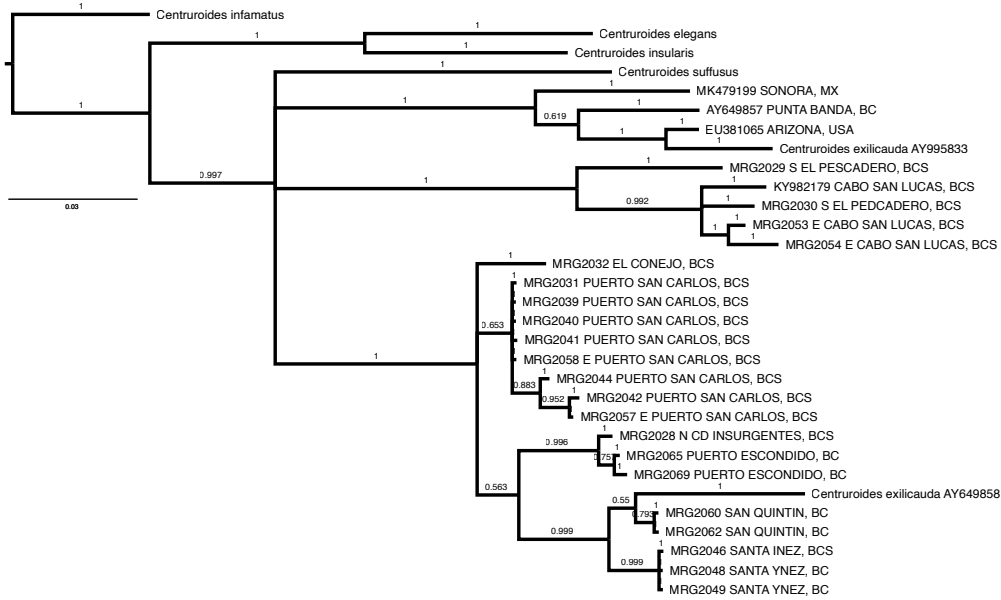 1
Centruroides infamatus
1
Centruroides elegans
1
1
Centruroides insularis
1
Centruroides suffusus
1
MK479199 SONORA, MX
1
1
AY649857 PUNTA BANDA, BC
1
0.619
1
EU381065 ARIZONA, USA
1
1
Centruroides exilicauda AY995833
0.997
1
MRG2029 S EL PESCADERO, BCS
1
1
KY982179 CABO SAN LUCAS, BCS
0.992
1
MRG2030 S EL PEDCADERO, BCS
0.03
1
MRG2053 E CABO SAN LUCAS, BCS
1
1
MRG2054 E CABO SAN LUCAS, BCS
1
MRG2032 EL CONEJO, BCS
1
MRG2031 PUERTO SAN CARLOS, BCS
MRG2039 PUERTO SAN CARLOS, BCS
MRG2040 PUERTO SAN CARLOS, BCS
0.653
MRG2041 PUERTO SAN CARLOS, BCS
1
MRG2058 E PUERTO SAN CARLOS, BCS
1
MRG2044 PUERTO SAN CARLOS, BCS
0.883
1
MRG2042 PUERTO SAN CARLOS, BCS
0.952
MRG2057 E PUERTO SAN CARLOS, BCS
1
MRG2028 N CD INSURGENTES, BCS
0.996
1
MRG2065 PUERTO ESCONDIDO, BC
0.757
1
MRG2069 PUERTO ESCONDIDO, BC
0.563
1
Centruroides exilicauda AY649858
0.55
1
MRG2060 SAN QUINTIN, BC
0.793
MRG2062 SAN QUINTIN, BC
0.999
1
MRG2046 SANTA INEZ, BCS
0.999
MRG2048 SANTA YNEZ, BC
MRG2049 SANTA YNEZ, BC